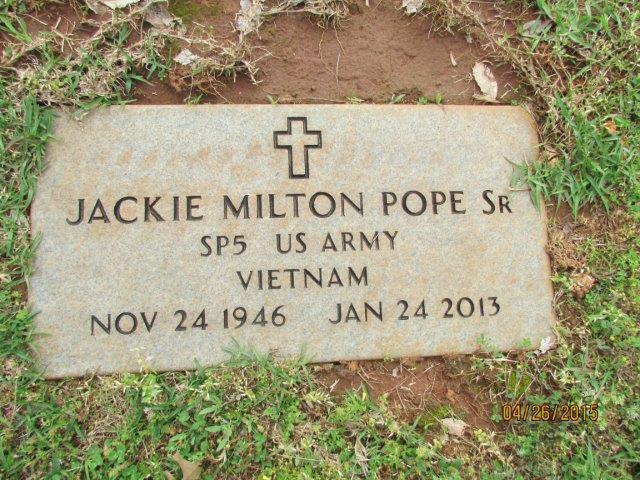 JACKIE MILTON POPE SR
SP5 US ARMY
VIETNAM
NOV 24 1946 JAN 24 2013
04/26/2015